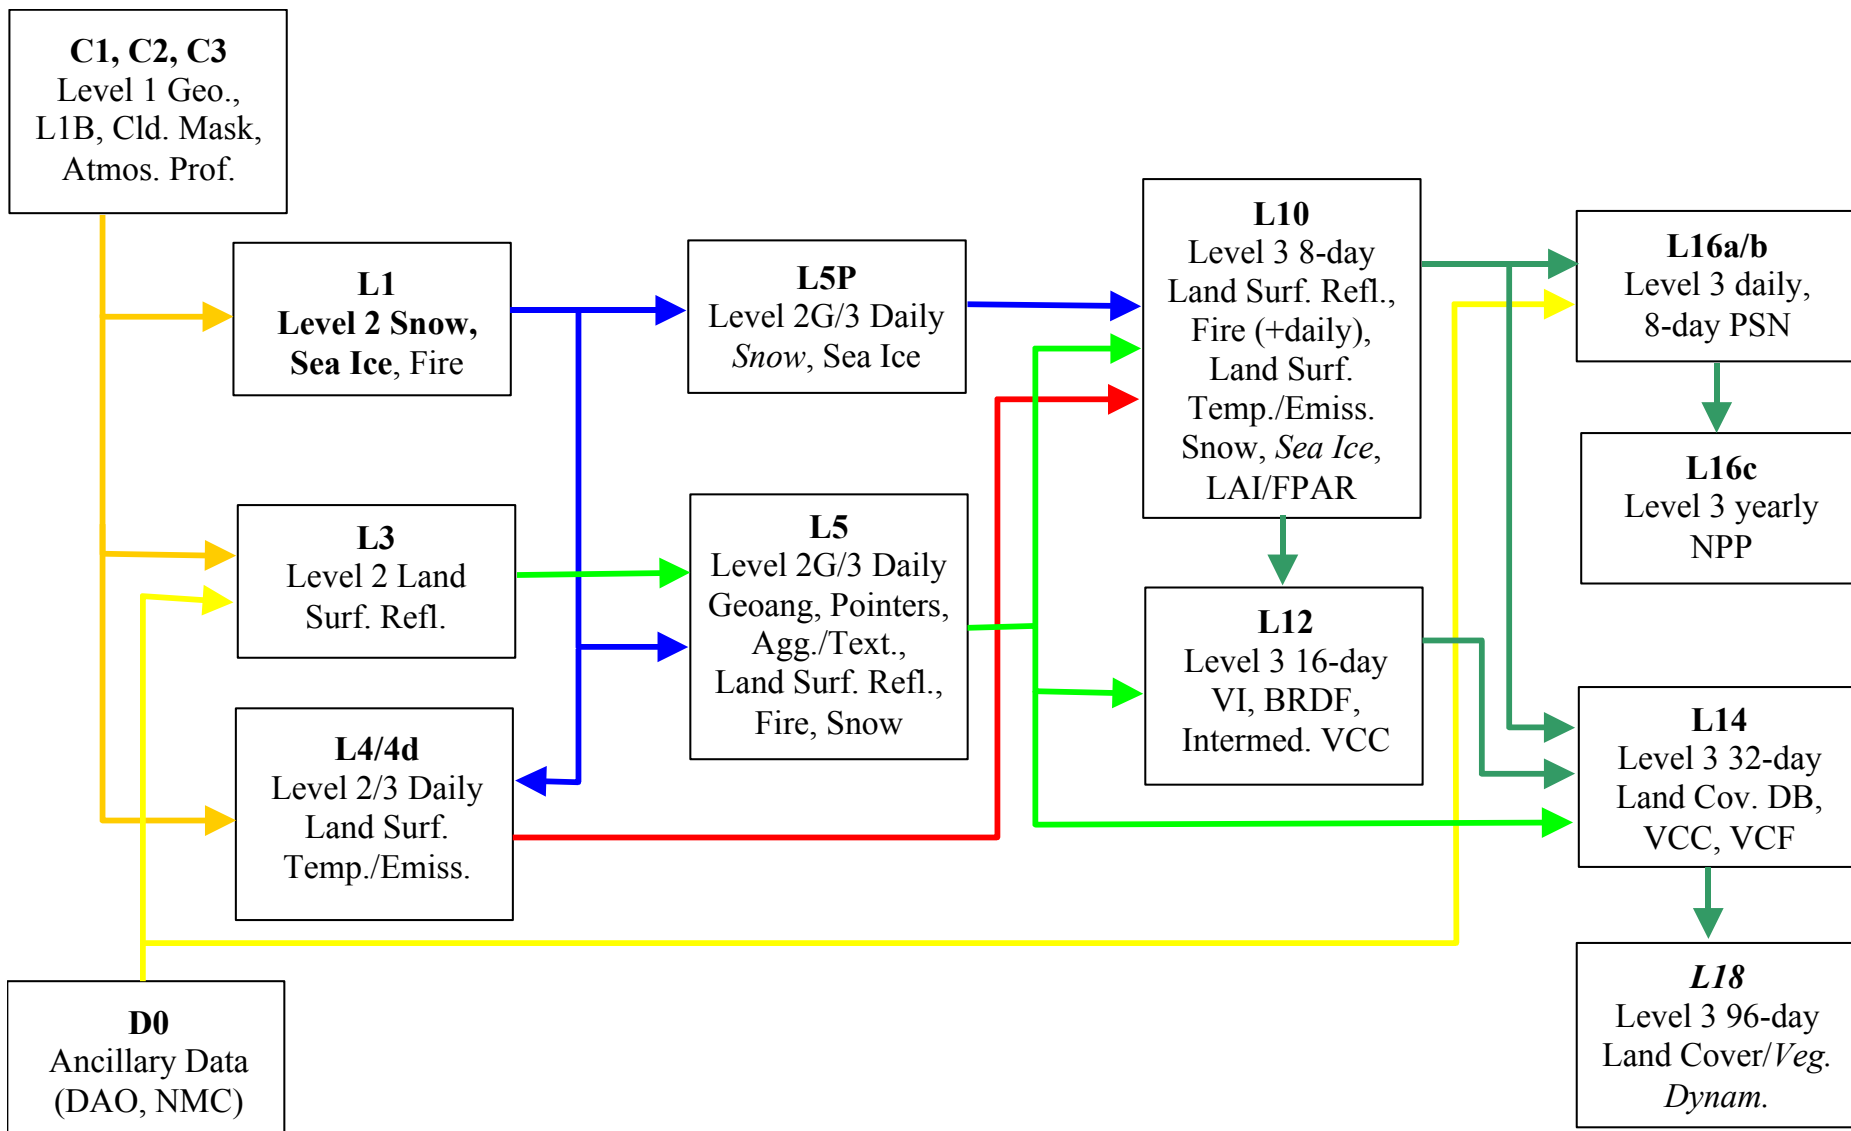 C1, C2, C3
Level 1 Geo.,
L1B, Cld. Mask,
Atmos. Prof.
L1
Level 2 Snow,
Sea Ice, Fire
L3
Level 2 Land
Surf. Refl.
L4/4d
Level 2/3 Daily
Land Surf.
Temp./Emiss.
D0
Ancillary Data
(DAO, NMC)
L5P
Level 2G/3 Daily
Snow, Sea Ice
L5
Level 2G/3 Daily
Geoang, Pointers,
Agg./Text.,
Land Surf. Refl.,
Fire, Snow
L10
Level 3 8-day
Land Surf. Refl.,
Fire (+daily),
Land Surf.
Temp./Emiss.
Snow, Sea Ice,
LAI/FPAR
L12
Level 3 16-day
VI, BRDF,
Intermed. VCC
L16a/b
Level 3 daily,
8-day PSN
L16c
Level 3 yearly
NPP
L14
Level 3 32-day
Land Cov. DB,
VCC, VCF
L18
Level 3 96-day
Land Cover/Veg.
Dynam.